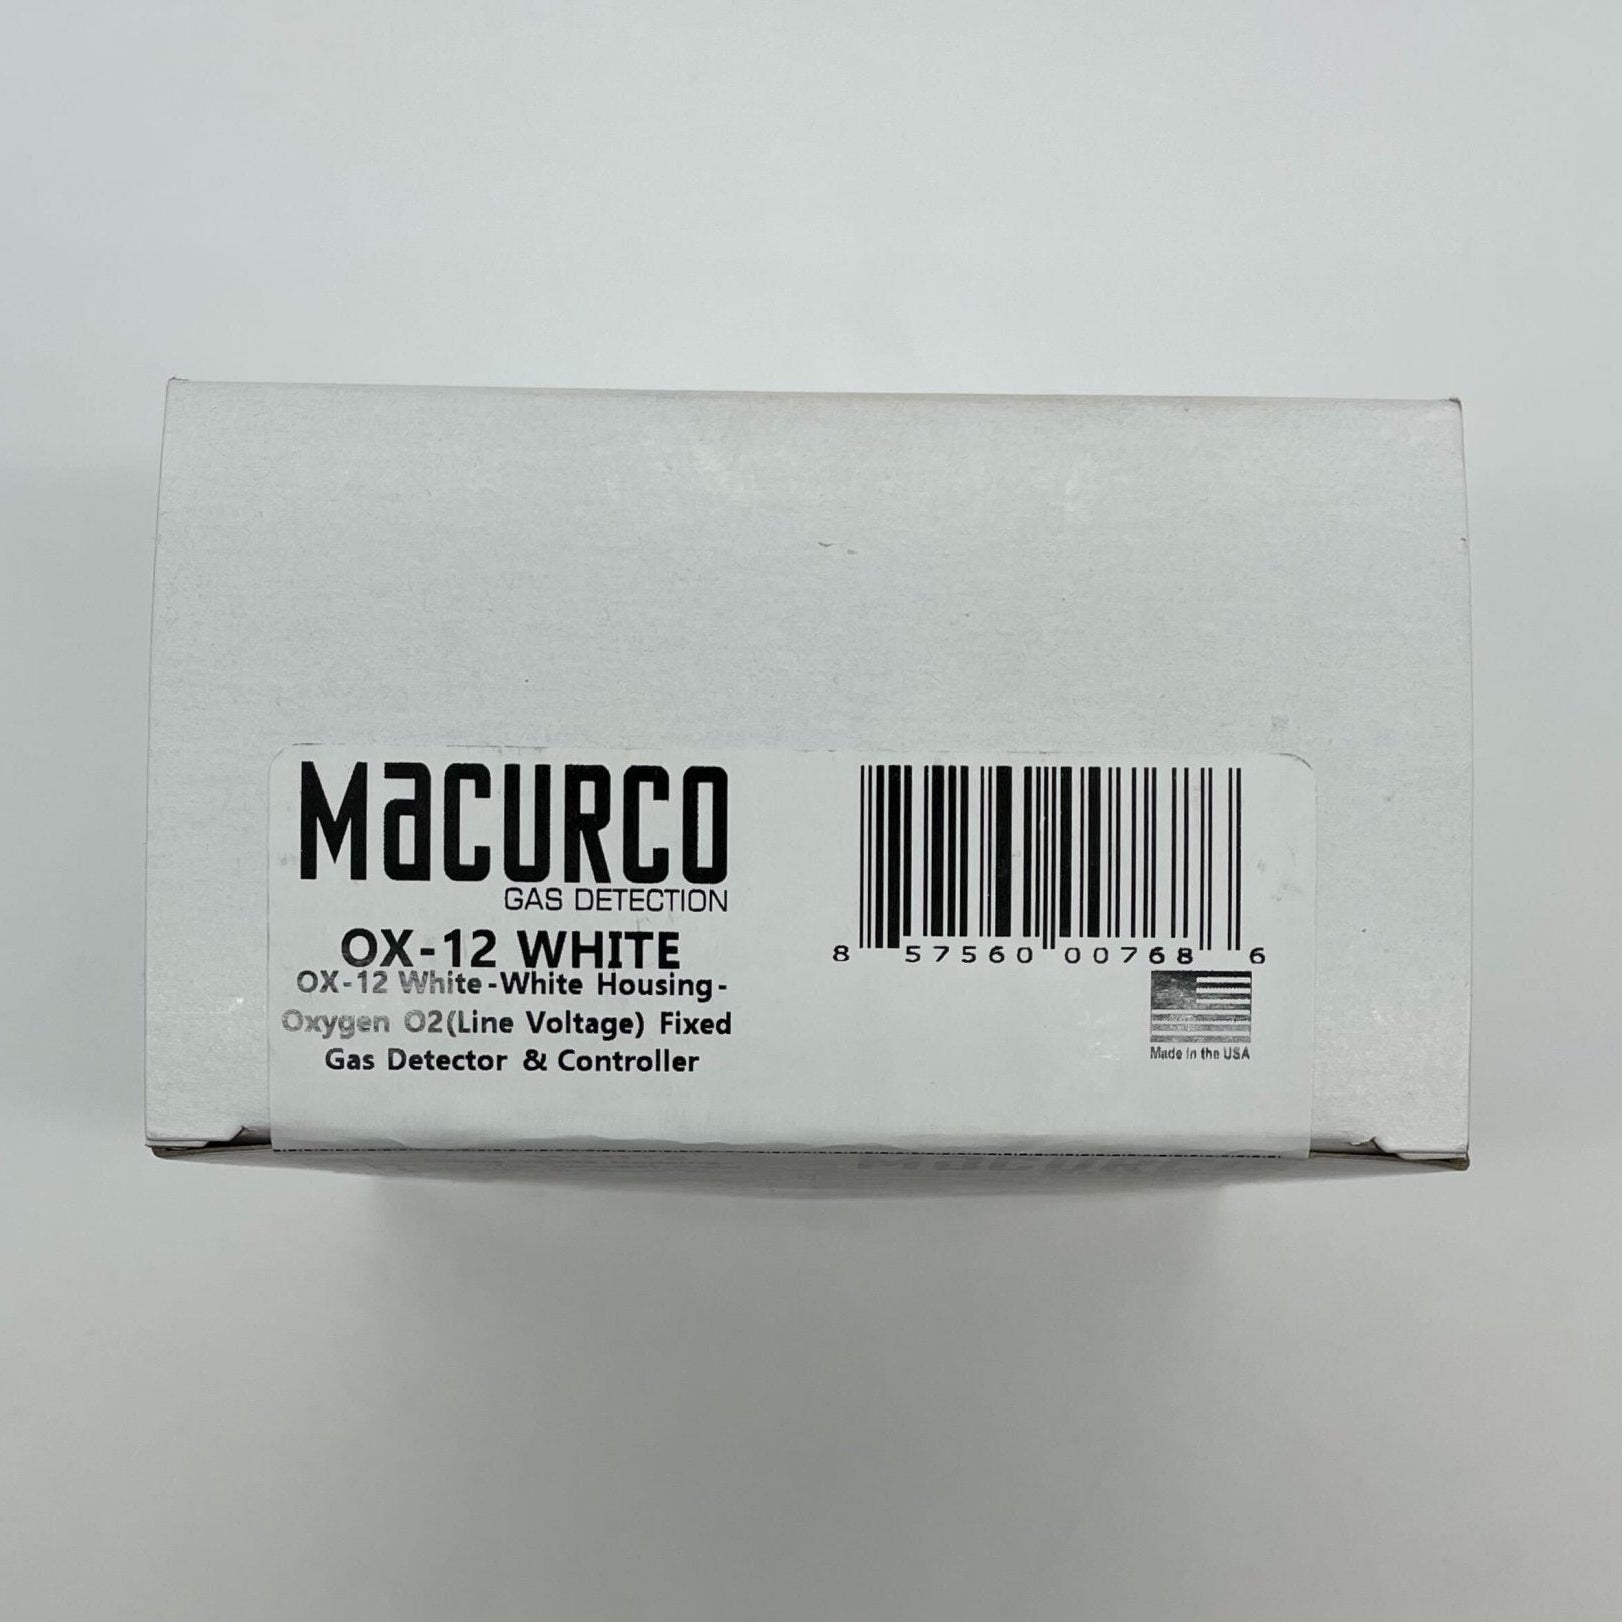 MaCURCO
GAS DETECTION
OX-12 WHITE
OX-12 White-White Housing-
Oxygen O2(Line Voltage) Fixed
Gas Detector & Controller
8 57560 00768 6
Made in the USA
MaCURC